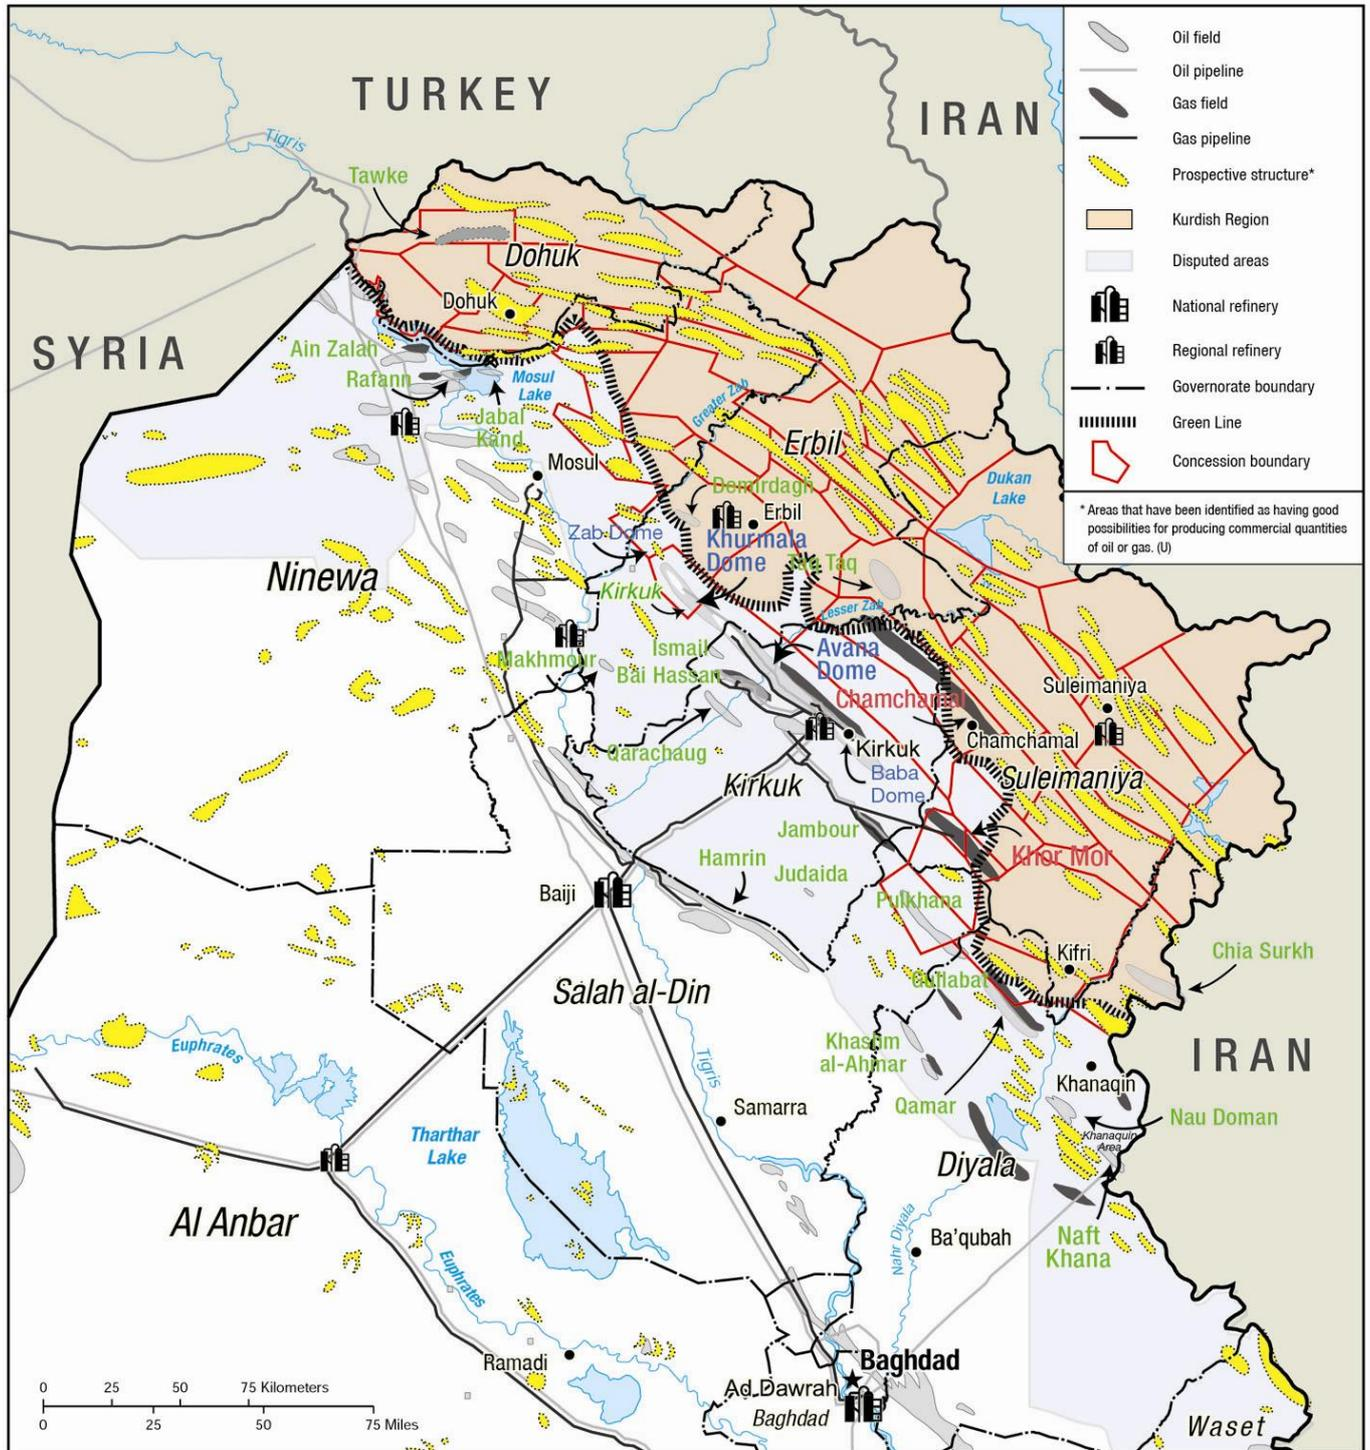 TURKEY
IRAN
SYRIA
Tigris
Tawke
Dohuk
Dohuk
Ain Zalah
Rafann
Mosul
Lake
Jabal
Kand
Mosul
Greater Zab
Erbil
Dukan
Lake
Demirdagh
Erbil
Zab Dome
Khurmala
Dome
Taq Taq
Ninewa
Kirkuk
Lesser Zab
Makhmour
Ismail
Bai Hassan
Avana
Dome
Chamchamal
Suleimaniya
Chamchamal
Qarachaug
Kirkuk
Kirkuk
Baba
Dome
Suleimaniya
Jambour
Hamrin
Judaida
Khor Mor
Baiji
Pulkhana
Kifri
Chia Surkh
Gullabat
Salah al-Din
Euphrates
Tigris
Khashm
al-Ahmar
IRAN
Khanaqin
Qamar
Nau Doman
Samarra
Khanaquin
Area
Tharthar
Lake
Diyala
Al Anbar
Nahr Diyala
Ba'qubah
Naft
Khana
Euphrates
Ramadi
Baghdad
Ad Dawrah
Baghdad
Waset
0 25 50 75 Kilometers
0 25 50 75 Miles
Oil field
Oil pipeline
Gas field
Gas pipeline
Prospective structure*
Kurdish Region
Disputed areas
National refinery
Regional refinery
Governorate boundary
Green Line
Concession boundary
* Areas that have been identified as having good
possibilities for producing commercial quantities
of oil or gas. (U)